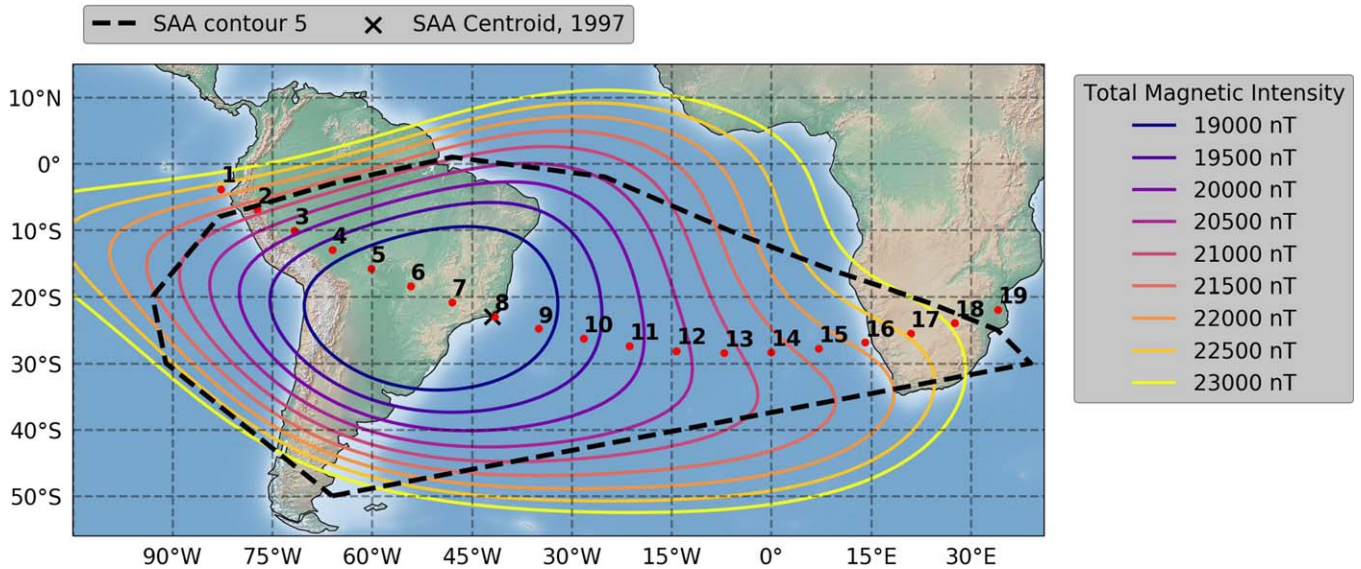 SAA contour 5 SAA Centroid, 1997
Total Magnetic Intensity
19000 nT
19500 nT
20000 nT
20500 nT
21000 nT
21500 nT
22000 nT
22500 nT
23000 nT
10°N
0°
10°S
20°S
30°S
40°S
50°S
1
2
3
4
5
6
7
8
9
10
11
12
13
14
15
16
17
18
19
90°W 75°W 60°W 45°W 30°W 15°W 0° 15°E 30°E